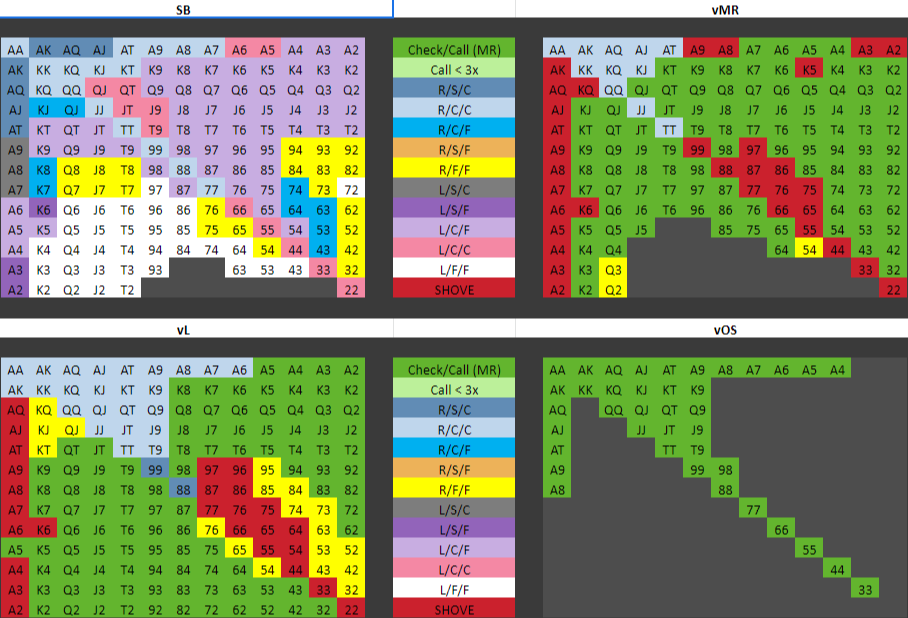 SB vMR
AA AK AQ AJ AT A9 A8 A7 A6 A5 A4 A3 A2 Check/Call (MR) AA AK AQ AJ AT A9 A8 A7 A6 A5 A4 A3 A2
AK KK KQ KJ KT K9 K8 K7 K6 K5 K4 K3 K2 Call < 3x AK KK KQ KJ KT K9 K8 K7 K6 K5 K4 K3 K2
AQ KQ QQ QJ QT Q9 Q8 Q7 Q6 Q5 Q4 Q3 Q2 R/S/C AQ KQ QQ QJ QT Q9 Q8 Q7 Q6 Q5 Q4 Q3 Q2
AJ KJ QJ JJ JT J9 J8 J7 J6 J5 J4 J3 J2 R/C/C AJ KJ QJ JJ JT J9 J8 J7 J6 J5 J4 J3 J2
AT KT QT JT TT T9 T8 T7 T6 T5 T4 T3 T2 R/C/F AT KT QT JT TT T9 T8 T7 T6 T5 T4 T3 T2
A9 K9 Q9 J9 T9 99 98 97 96 95 94 93 92 R/S/F A9 K9 Q9 J9 T9 99 98 97 96 95 94 93 92
A8 K8 Q8 J8 T8 98 88 87 86 85 84 83 82 R/F/F A8 K8 Q8 J8 T8 98 88 87 86 85 84 83 82
A7 K7 Q7 J7 T7 97 87 77 76 75 74 73 72 L/S/C A7 K7 Q7 J7 T7 97 87 77 76 75 74 73 72
A6 K6 Q6 J6 T6 96 86 76 66 65 64 63 62 L/S/F A6 K6 Q6 J6 T6 96 86 76 66 65 64 63 62
A5 K5 Q5 J5 T5 95 85 75 65 55 54 53 52 L/C/F A5 K5 Q5 J5 85 75 65 55 54 53 52
A4 K4 Q4 J4 T4 94 84 74 64 54 44 43 42 L/C/C A4 K4 Q4 64 54 44 43 42
A3 K3 Q3 J3 T3 93 63 53 43 33 32 L/F/F A3 K3 Q3 33 32
A2 K2 Q2 J2 T2 22 SHOVE A2 K2 Q2 22
vL vOS
AA AK AQ AJ AT A9 A8 A7 A6 A5 A4 A3 A2 Check/Call (MR) AA AK AQ AJ AT A9 A8 A7 A6 A5 A4
AK KK KQ KJ KT K9 K8 K7 K6 K5 K4 K3 K2 Call < 3x AK KK KQ KJ KT K9
AQ KQ QQ QJ QT Q9 Q8 Q7 Q6 Q5 Q4 Q3 Q2 R/S/C AQ QQ QJ QT Q9
AJ KJ QJ JJ JT J9 J8 J7 J6 J5 J4 J3 J2 R/C/C AJ JJ JT J9
AT KT QT JT TT T9 T8 T7 T6 T5 T4 T3 T2 R/C/F AT TT T9
A9 K9 Q9 J9 T9 99 98 97 96 95 94 93 92 R/S/F A9 99 98
A8 K8 Q8 J8 T8 98 88 87 86 85 84 83 82 R/F/F A8 88
A7 K7 Q7 J7 T7 97 87 77 76 75 74 73 72 L/S/C 77
A6 K6 Q6 J6 T6 96 86 76 66 65 64 63 62 L/S/F 66
A5 K5 Q5 J5 T5 95 85 75 65 55 54 53 52 L/C/F 55
A4 K4 Q4 J4 T4 94 84 74 64 54 44 43 42 L/C/C 44
A3 K3 Q3 J3 T3 93 83 73 63 53 43 33 32 L/F/F 33
A2 K2 Q2 J2 T2 92 82 72 62 52 42 32 22 SHOVE